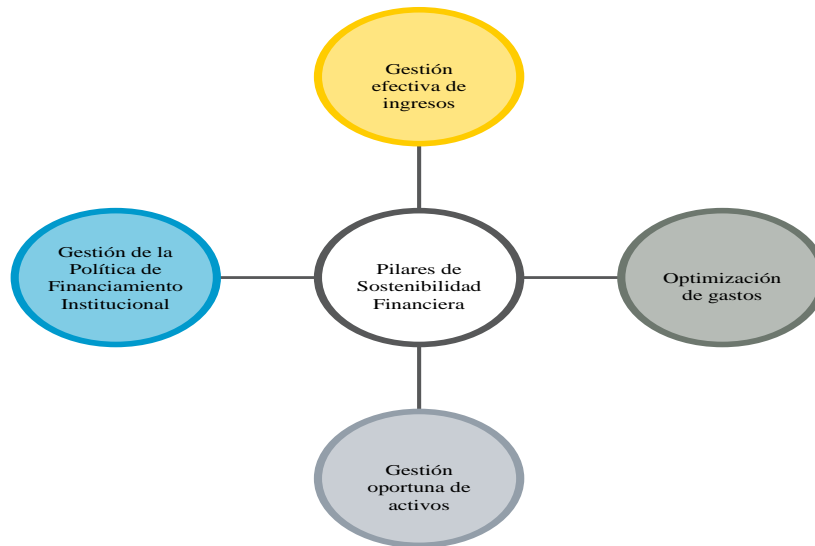 Gestión
efectiva de
ingresos
Gestión de la
Política de
Financiamiento
Institucional
Pilares de
Sostenibilidad
Financiera
Optimización
de gastos
Gestión
oportuna de
activos